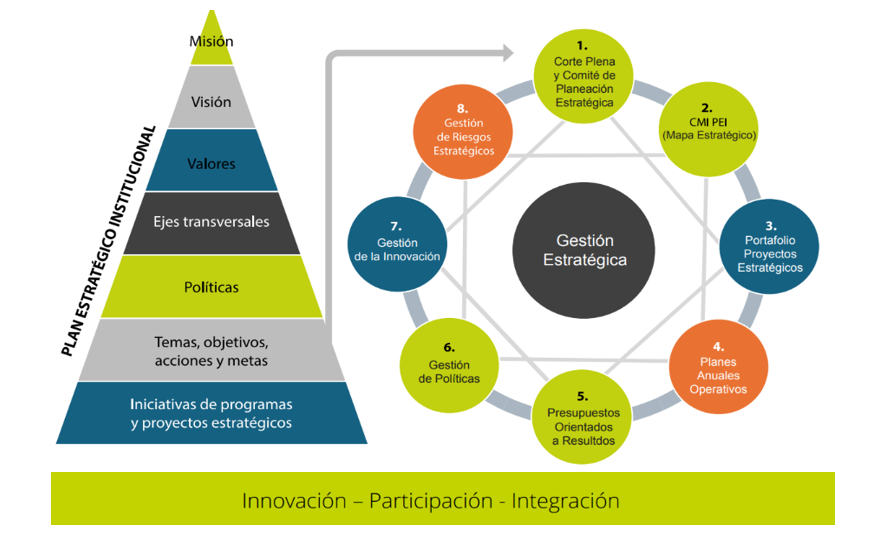 PLAN ESTRATÉGICO INSTITUCIONAL
Misión
Visión
Valores
Ejes transversales
Políticas
Temas, objetivos,
acciones y metas
Iniciativas de programas
y proyectos estratégicos
1.
Corte Plena
y Comité de
Planeación
Estratégica
2.
CMI PEI
(Mapa Estratégico)
3.
Portafolio
Proyectos
Estratégicos
4.
Planes
Anuales
Operativos
5.
Presupuestos
Orientados
a Resultdos
6.
Gestión
de Políticas
7.
Gestión
de la Innovación
8.
Gestión
de Riesgos
Estratégicos
Gestión
Estratégica
Innovación – Participación - Integración